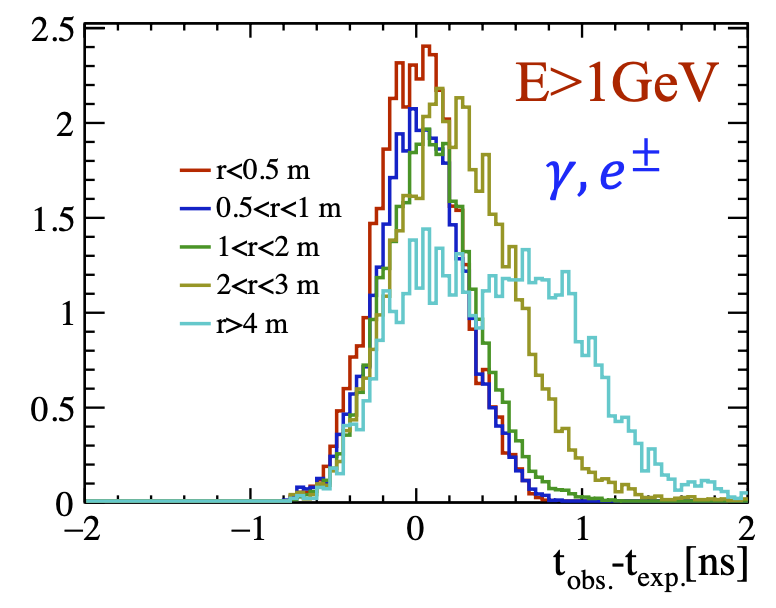 2.5
2
1.5
1
0.5
0
−2
−1
0
1
2
E>1GeV
γ, e±
r<0.5 m
0.5<r<1 m
1<r<2 m
2<r<3 m
r>4 m
tobs.-texp.[ns]